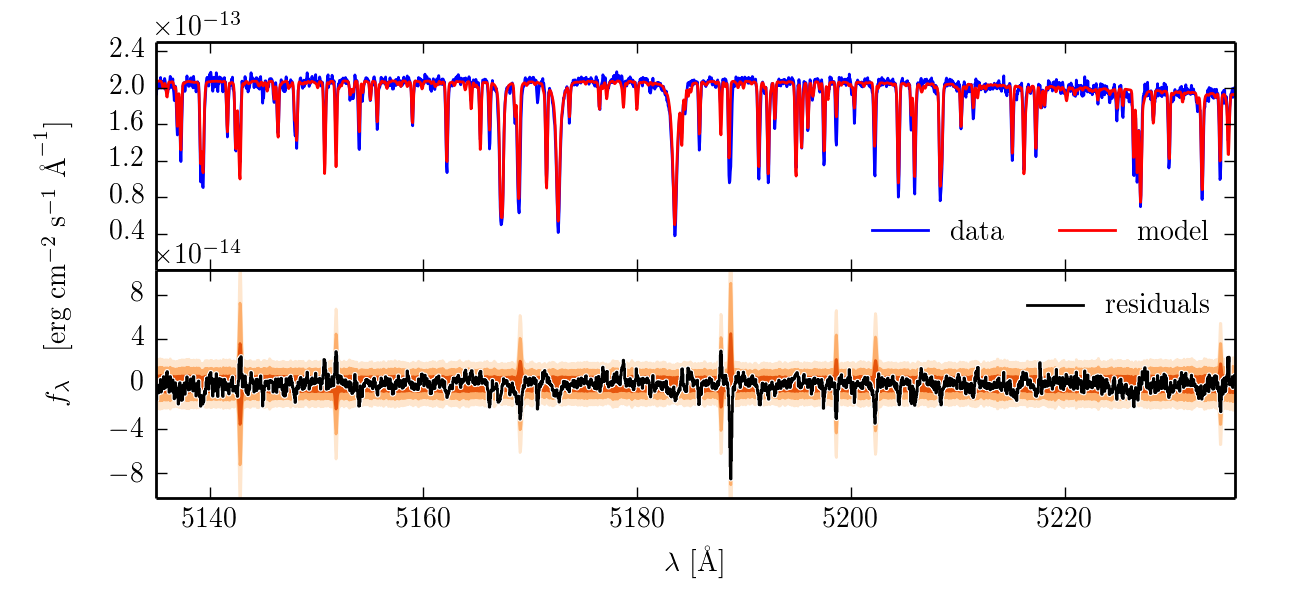 ×10⁻¹³
2.4
2.0
1.6
1.2
0.8
0.4
data
model
×10⁻¹⁴
8
4
0
−4
−8
residuals
f_λ [erg cm⁻² s⁻¹ Å⁻¹]
5140 5160 5180 5200 5220
λ [Å]